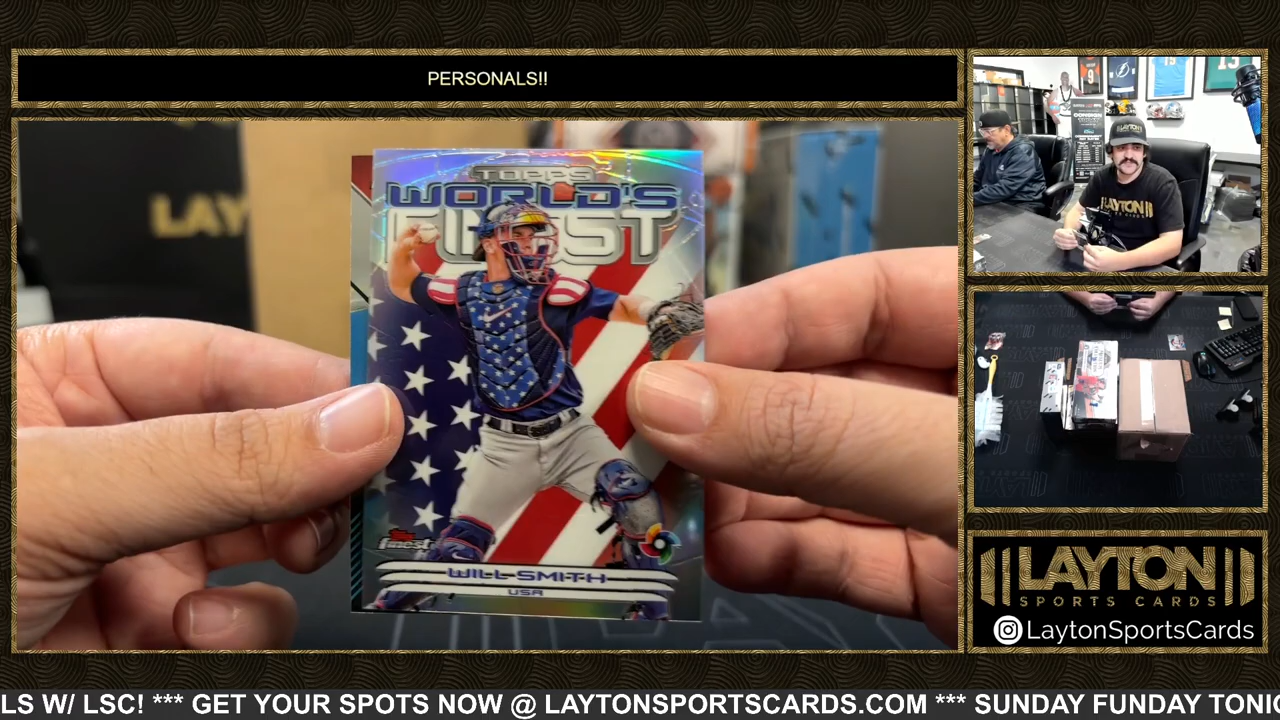 PERSONALS!!
LAY
TOPPS
WORLD'S
FINEST
Topps
finest
WILL SMITH
USA
LAYTON
LAYTON
SPORTS CARDS
LaytonSportsCards
LS W/ LSC! *** GET YOUR SPOTS NOW @ LAYTONSPORTSCARDS.COM *** SUNDAY FUNDAY TONIG